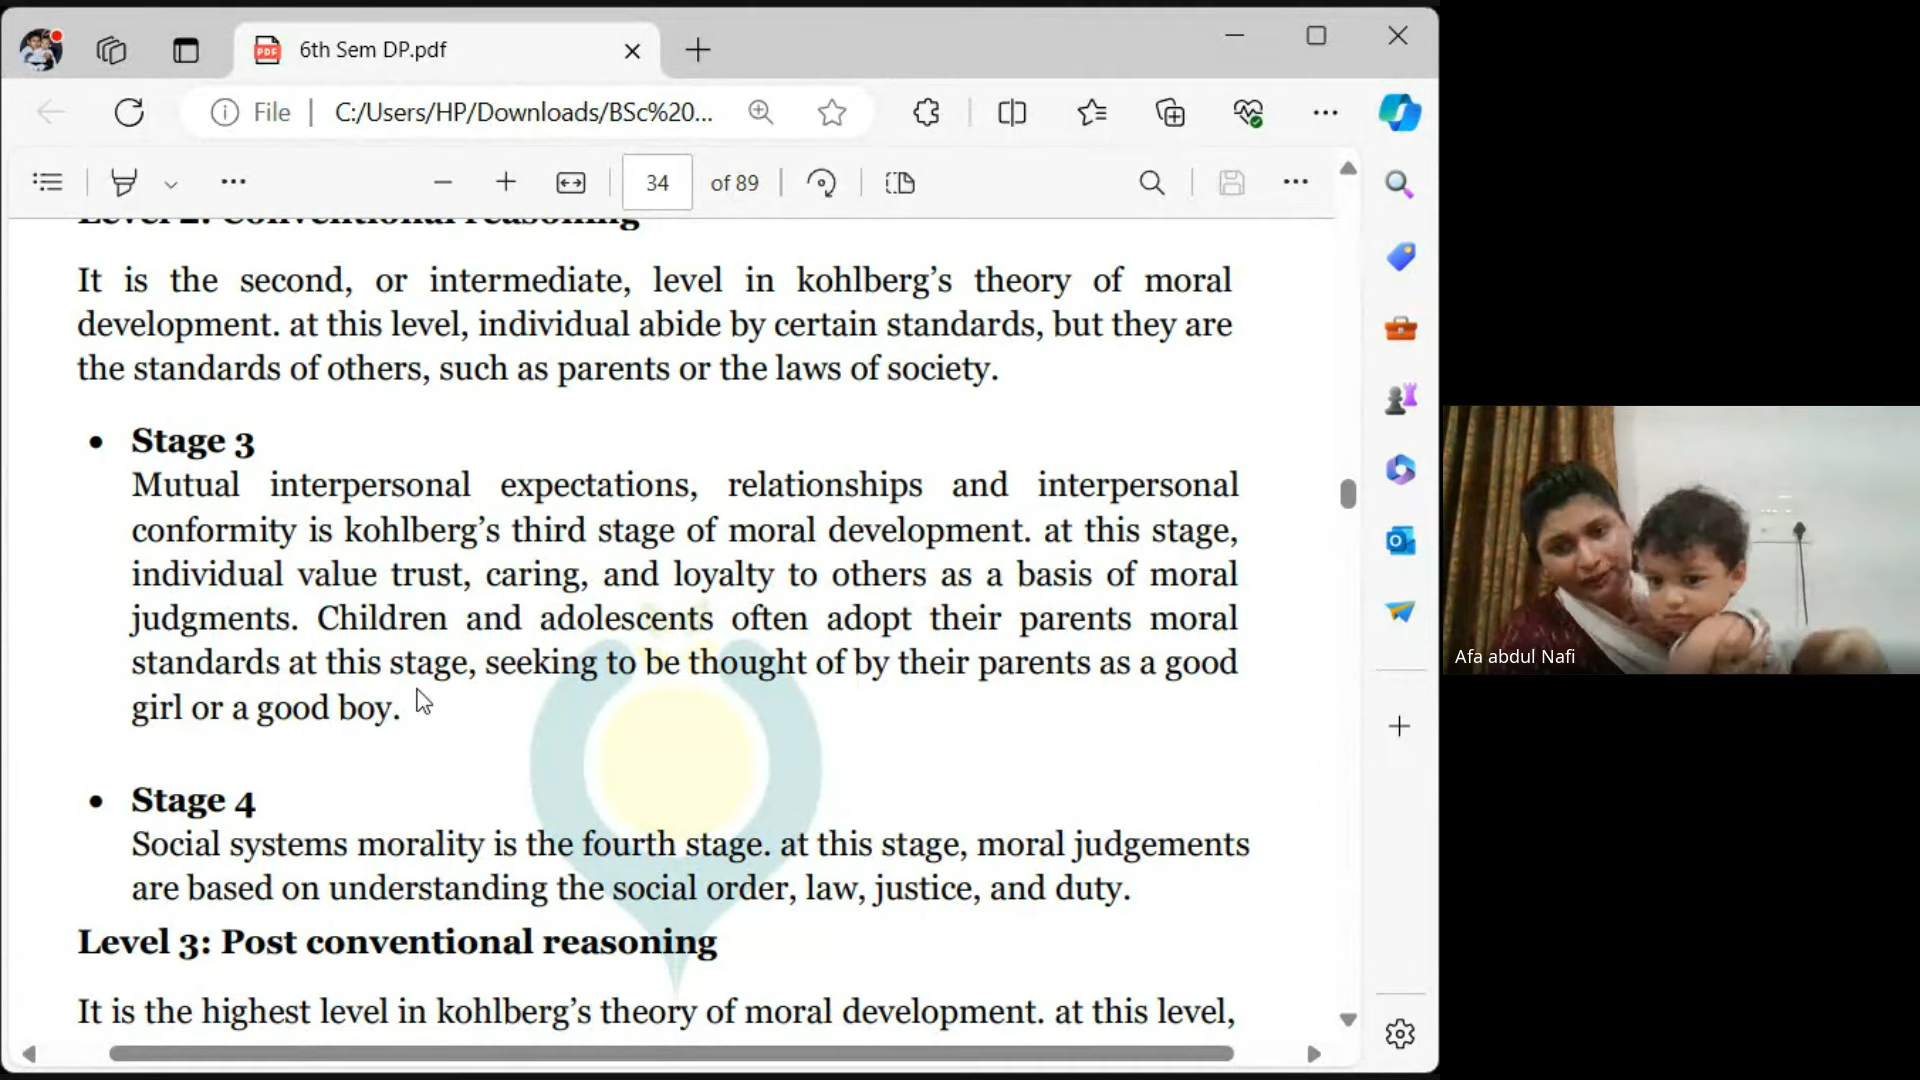 6th Sem DP.pdf
File
C:/Users/HP/Downloads/BSc%20...
34 of 89
Level 2: Conventional reasoning
It is the second, or intermediate, level in kohlberg’s theory of moral
development. at this level, individual abide by certain standards, but they are
the standards of others, such as parents or the laws of society.
• Stage 3
Mutual interpersonal expectations, relationships and interpersonal
conformity is kohlberg’s third stage of moral development. at this stage,
individual value trust, caring, and loyalty to others as a basis of moral
judgments. Children and adolescents often adopt their parents moral
standards at this stage, seeking to be thought of by their parents as a good
girl or a good boy.
• Stage 4
Social systems morality is the fourth stage. at this stage, moral judgements
are based on understanding the social order, law, justice, and duty.
Level 3: Post conventional reasoning
It is the highest level in kohlberg’s theory of moral development. at this level,
Afa abdul Nafi